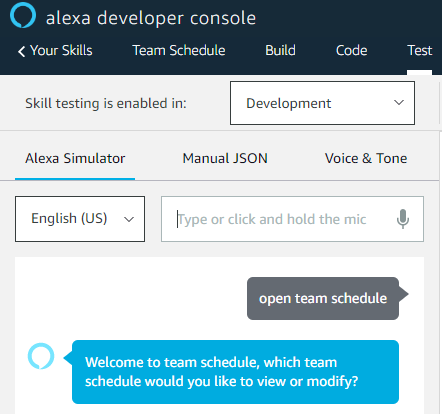 alexa developer console
Your Skills Team Schedule Build Code Test
Skill testing is enabled in: Development
Alexa Simulator Manual JSON Voice & Tone
English (US) Type or click and hold the mic
open team schedule
Welcome to team schedule, which team
schedule would you like to view or modify?